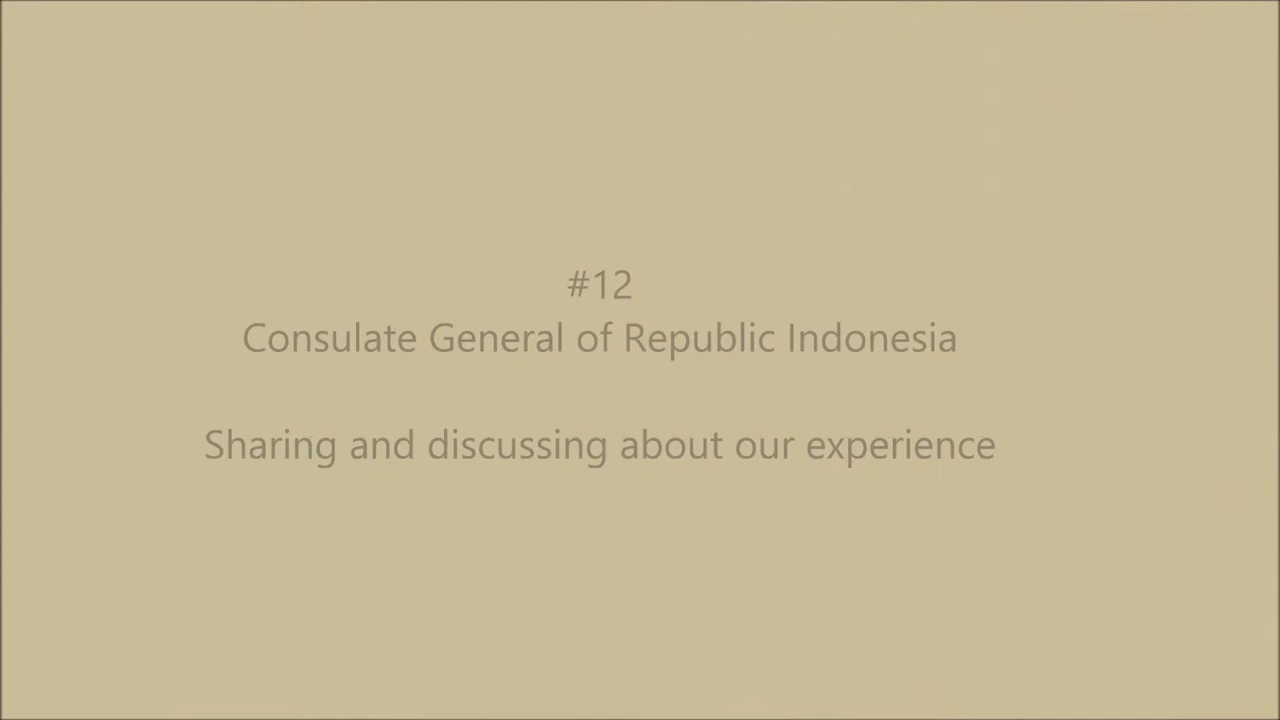 #12
Consulate General of Republic Indonesia
Sharing and discussing about our experience